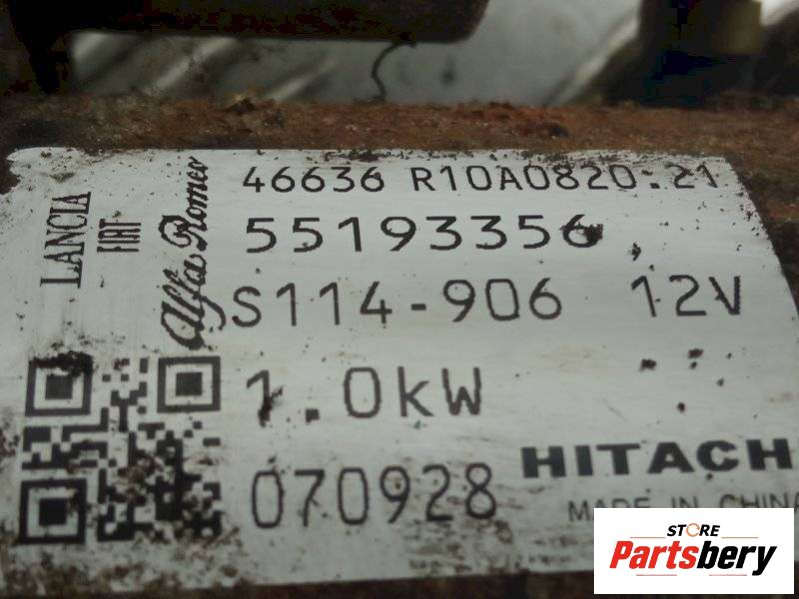 LANCIA
FIAT
Alfa Romeo
46636 R10A0820:21
55193356
S114-906 12V
1.0kW
070928
HITACH
MADE IN CHINA
STORE
Partsbery